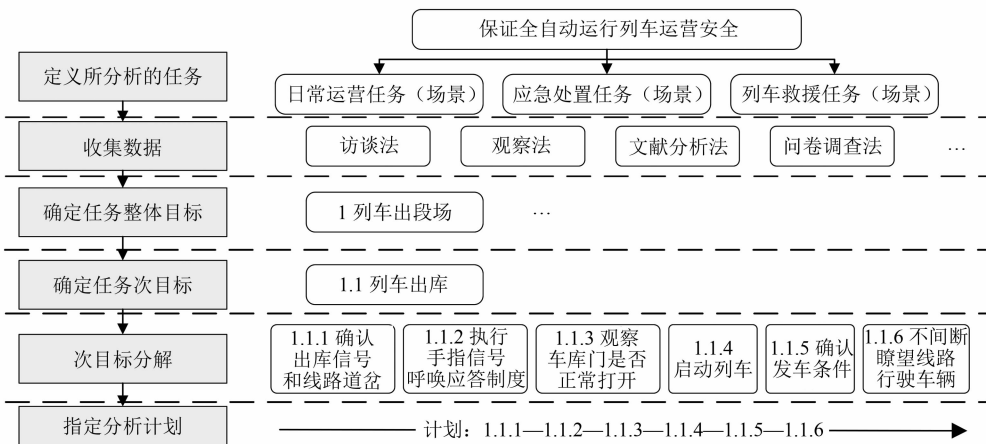 保证全自动运行列车运营安全
定义所分析的任务
日常运营任务（场景）
应急处置任务（场景）
列车救援任务（场景）
收集数据
访谈法
观察法
文献分析法
问卷调查法
…
确定任务整体目标
1 列车出段场
…
确定任务次目标
1.1 列车出库
次目标分解
1.1.1 确认
出库信号
和线路道岔
1.1.2 执行
手指信号
呼唤应答制度
1.1.3 观察
车库门是否
正常打开
1.1.4
启动列车
1.1.5 确认
发车条件
1.1.6 不间断
瞭望线路
行驶车辆
指定分析计划
计划：1.1.1—1.1.2—1.1.3—1.1.4—1.1.5—1.1.6